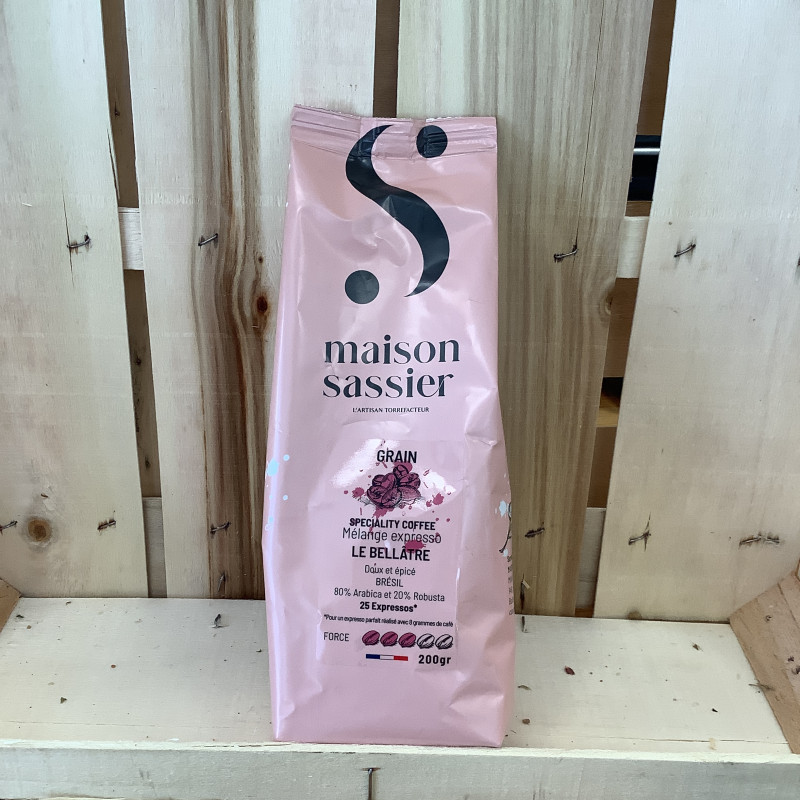 maison
sassier
L'ARTISAN TORREFACTEUR
GRAIN
SPECIALITY COFFEE
Mélange expresso
LE BELLÂTRE
Doux et épicé
BRÉSIL
80% Arabica et 20% Robusta
25 Expressos*
*Pour un expresso parfait réalisé avec 8 grammes de café
FORCE
200gr